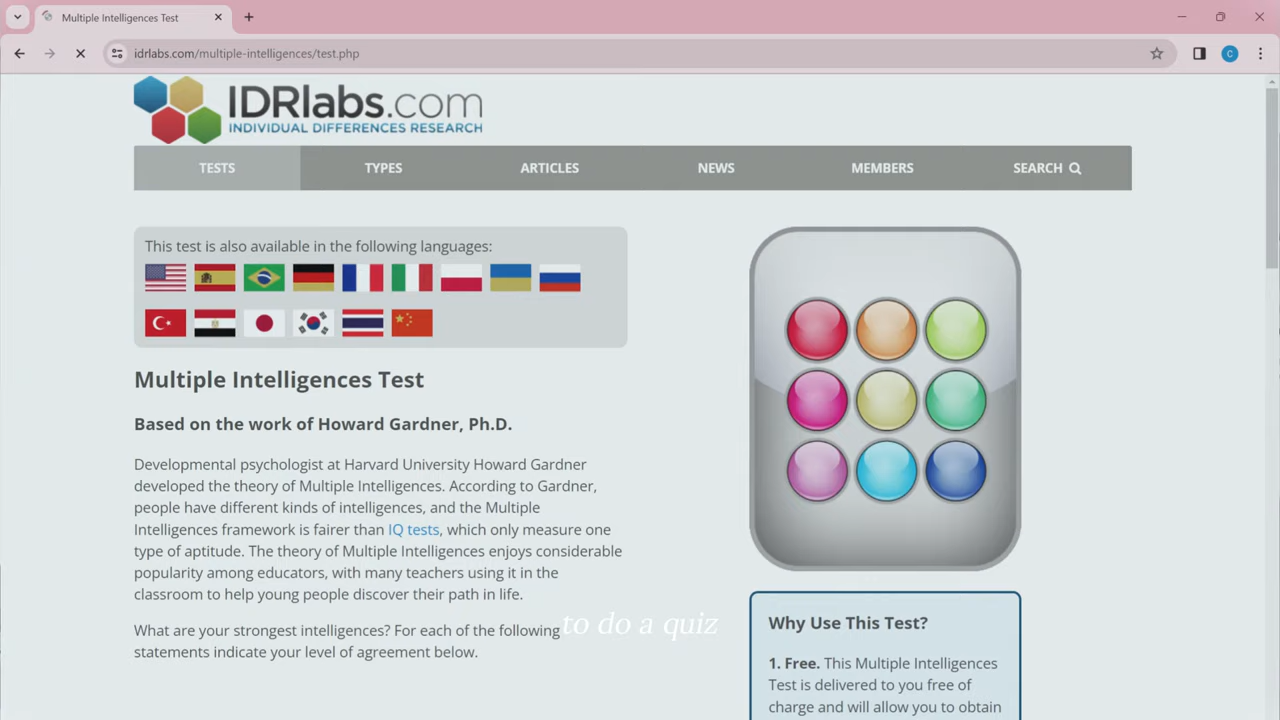 Multiple Intelligences Test
idrlabs.com/multiple-intelligences/test.php
C
IDRlabs.com
INDIVIDUAL DIFFERENCES RESEARCH
TESTS
TYPES
ARTICLES
NEWS
MEMBERS
SEARCH
This test is also available in the following languages:
Multiple Intelligences Test
Based on the work of Howard Gardner, Ph.D.
Developmental psychologist at Harvard University Howard Gardner
developed the theory of Multiple Intelligences. According to Gardner,
people have different kinds of intelligences, and the Multiple
Intelligences framework is fairer than IQ tests, which only measure one
type of aptitude. The theory of Multiple Intelligences enjoys considerable
popularity among educators, with many teachers using it in the
classroom to help young people discover their path in life.
What are your strongest intelligences? For each of the following
statements indicate your level of agreement below.
to do a quiz
Why Use This Test?
1. Free. This Multiple Intelligences
Test is delivered to you free of
charge and will allow you to obtain